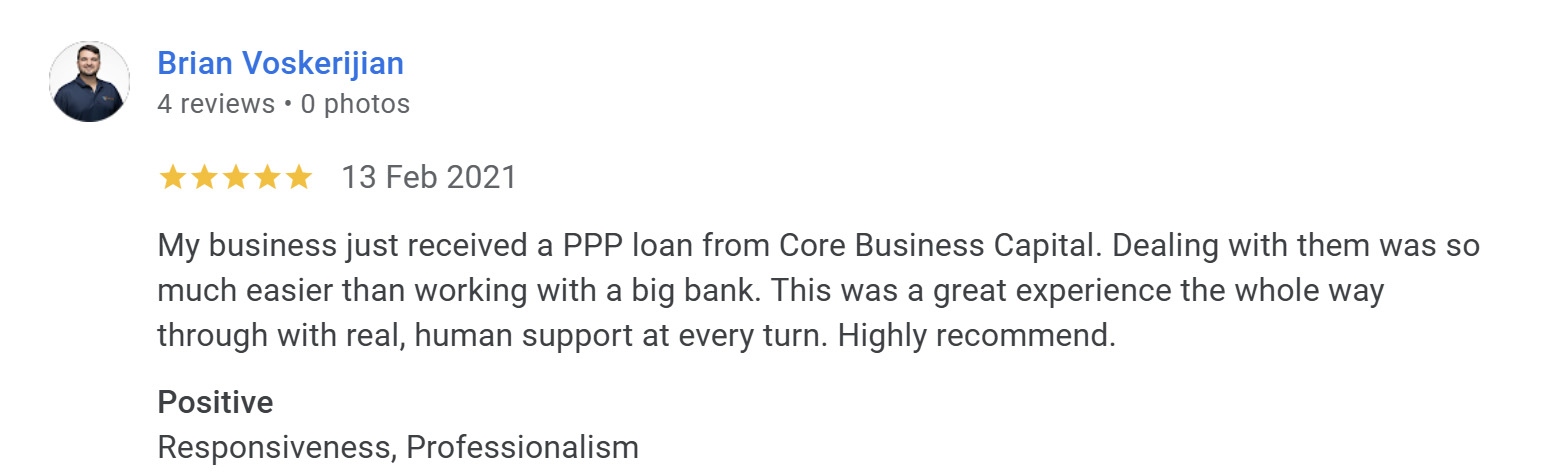 Brian Voskerijian
4 reviews • 0 photos
★★★★★ 13 Feb 2021
My business just received a PPP loan from Core Business Capital. Dealing with them was so
much easier than working with a big bank. This was a great experience the whole way
through with real, human support at every turn. Highly recommend.
Positive
Responsiveness, Professionalism